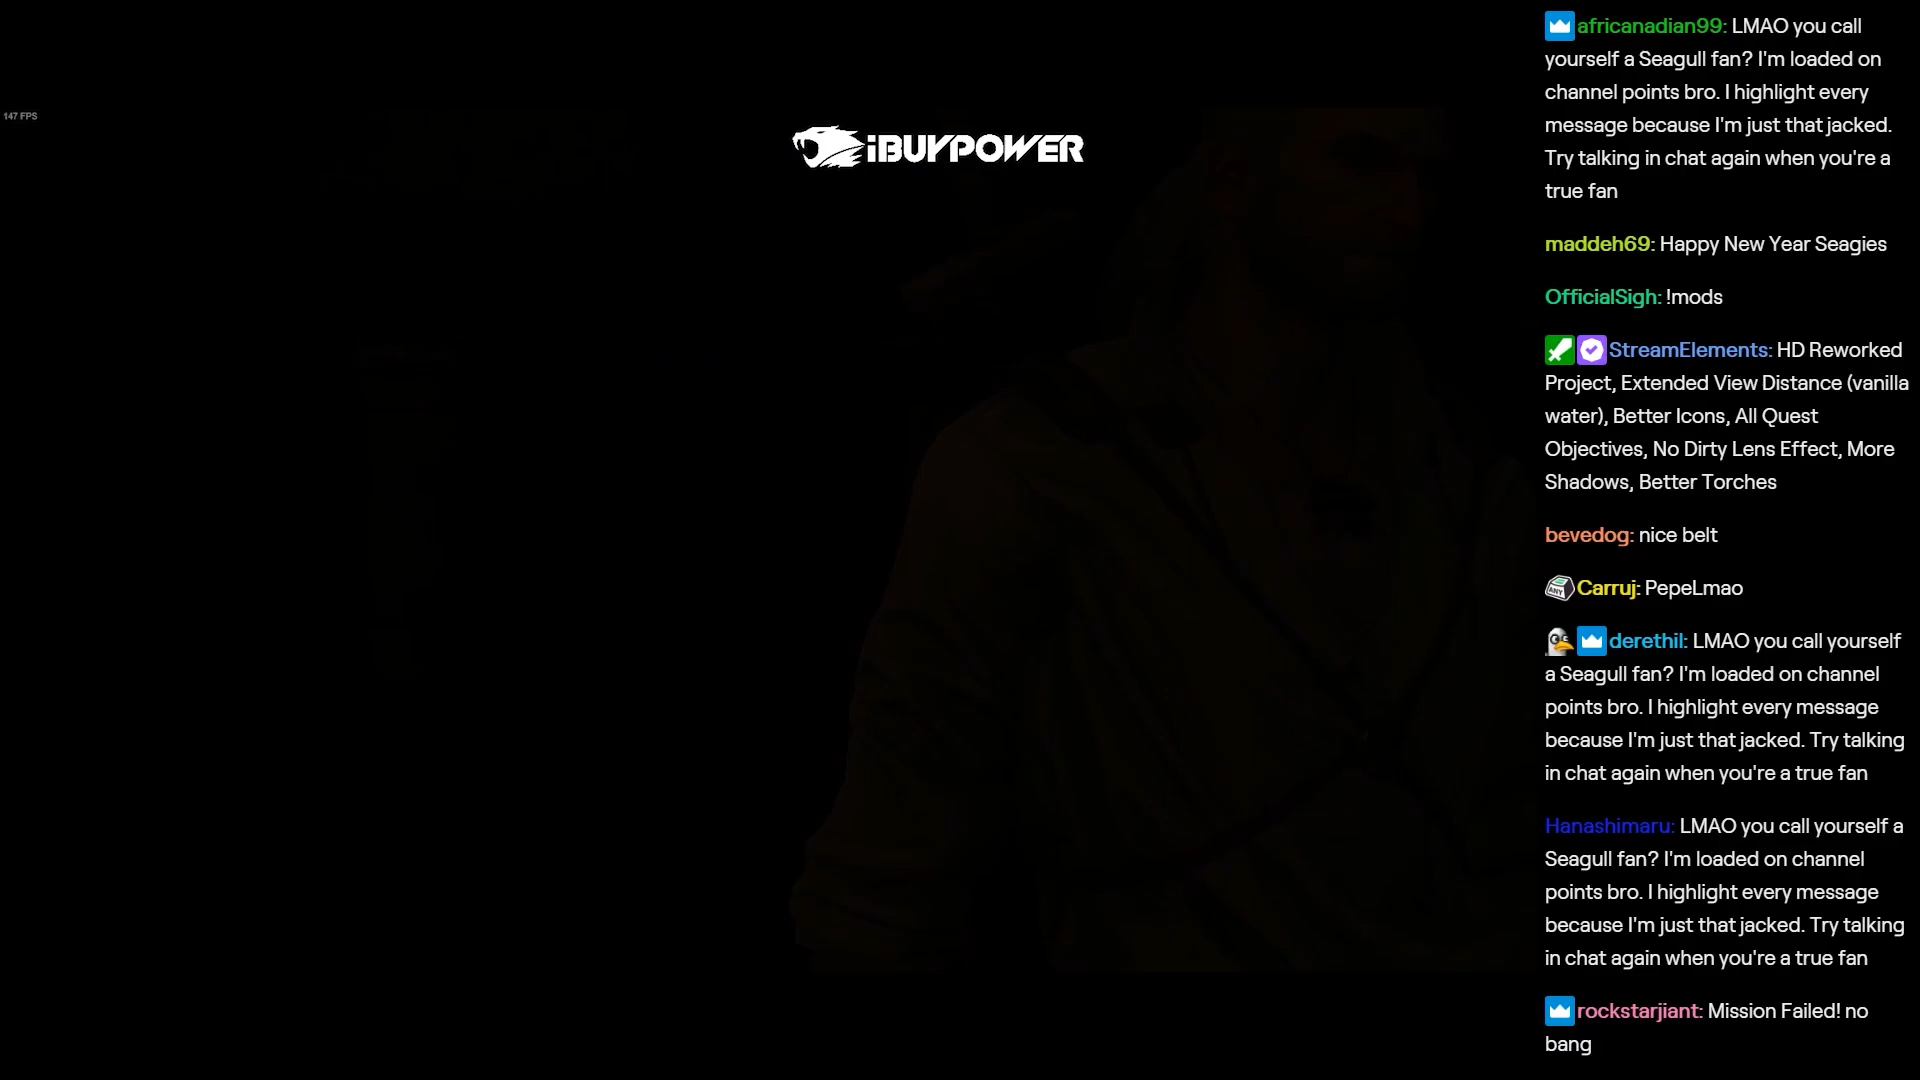 africanadian99: LMAO you call
yourself a Seagull fan? I'm loaded on
channel points bro. I highlight every
message because I'm just that jacked.
Try talking in chat again when you're a
true fan
147 FPS
iBUYPOWER
maddeh69: Happy New Year Seagies
OfficialSigh: !mods
StreamElements: HD Reworked
Project, Extended View Distance (vanilla
water), Better Icons, All Quest
Objectives, No Dirty Lens Effect, More
Shadows, Better Torches
bevedog: nice belt
ANY Carruj: PepeLmao
derethil: LMAO you call yourself
a Seagull fan? I'm loaded on channel
points bro. I highlight every message
because I'm just that jacked. Try talking
in chat again when you're a true fan
Hanashimaru: LMAO you call yourself a
Seagull fan? I'm loaded on channel
points bro. I highlight every message
because I'm just that jacked. Try talking
in chat again when you're a true fan
rockstarjiant: Mission Failed! no
bang